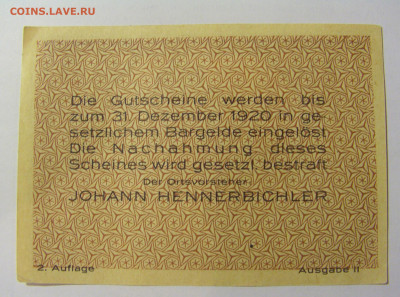 COINS.ЛАВЕ.RU
Die Gutscheine werden bis
zum 31. Dezember 1920 in ge-
setzlichem Bargelde eingelöst.
Die Nachahmung dieses
Scheines wird gesetzl. bestraft.
Der Ortsvorsteher:
JOHANN HENNERBICHLER
2. Auflage
Ausgabe II